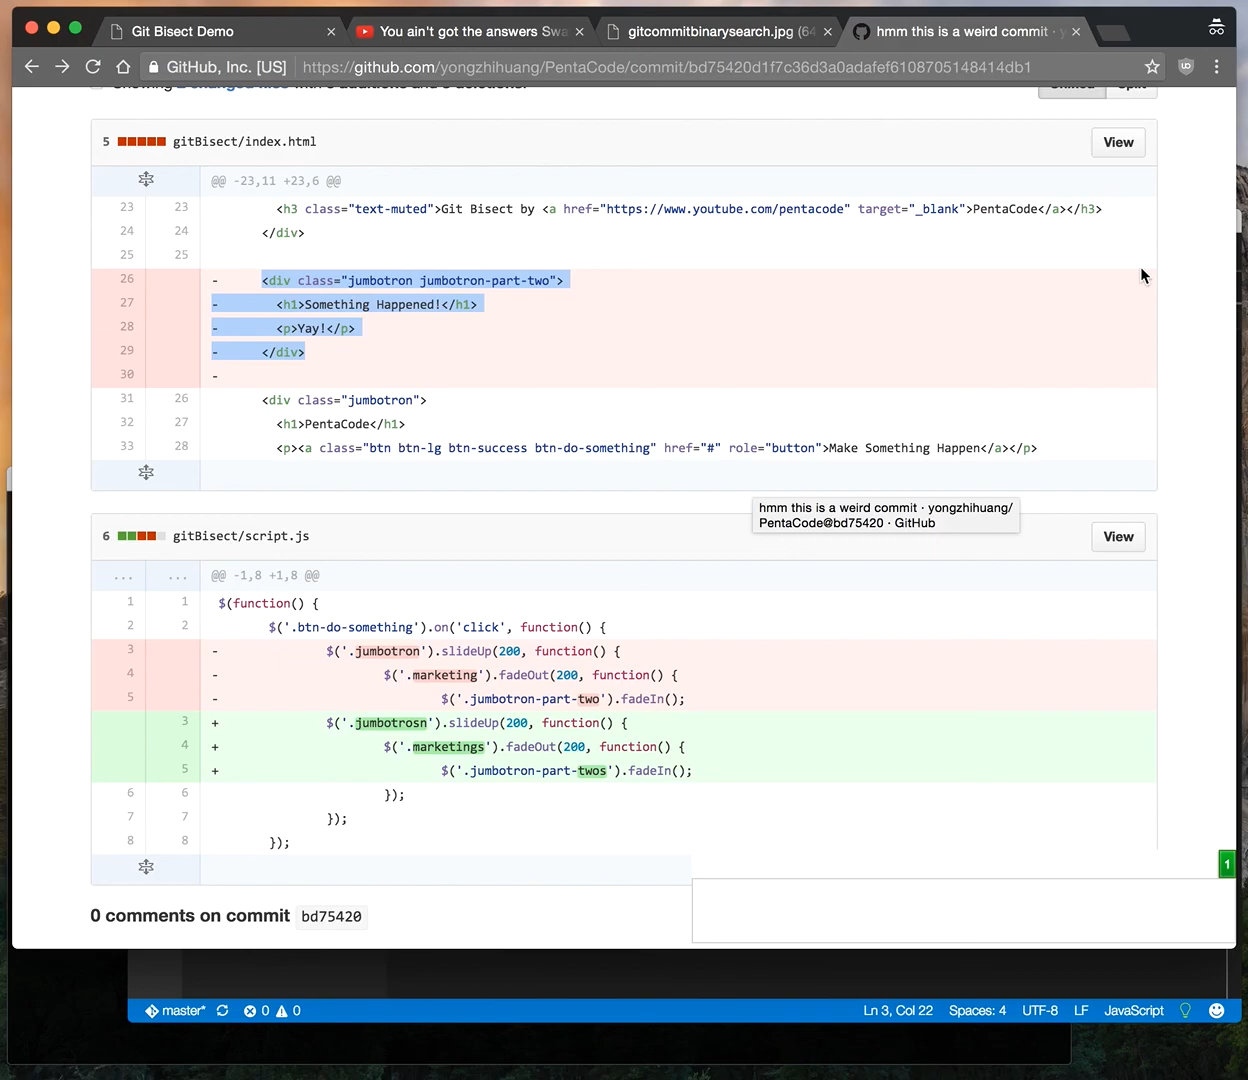 Git Bisect Demo
You ain't got the answers Swa
gitcommitbinarysearch.jpg (64
hmm this is a weird commit · y
GitHub, Inc. [US]
https://github.com/yongzhihuang/PentaCode/commit/bd75420d1f7c36d3a0adafef6108705148414db1
5 gitBisect/index.html View
@@ -23,11 +23,6 @@
23 23 <h3 class="text-muted">Git Bisect by <a href="https://www.youtube.com/pentacode" target="_blank">PentaCode</a></h3>
24 24 </div>
25 25
26 - <div class="jumbotron jumbotron-part-two">
27 - <h1>Something Happened!</h1>
28 - <p>Yay!</p>
29 - </div>
30 -
31 26 <div class="jumbotron">
32 27 <h1>PentaCode</h1>
33 28 <p><a class="btn btn-lg btn-success btn-do-something" href="#" role="button">Make Something Happen</a></p>
hmm this is a weird commit · yongzhihuang/
PentaCode@bd75420 · GitHub
6 gitBisect/script.js View
... ... @@ -1,8 +1,8 @@
1 1 $(function() {
2 2 $('.btn-do-something').on('click', function() {
3 - $('.jumbotron').slideUp(200, function() {
4 - $('.marketing').fadeOut(200, function() {
5 - $('.jumbotron-part-two').fadeIn();
3 + $('.jumbotrosn').slideUp(200, function() {
4 + $('.marketings').fadeOut(200, function() {
5 + $('.jumbotron-part-twos').fadeIn();
6 6 });
7 7 });
8 8 });
1
0 comments on commit bd75420
master* 0 0 Ln 3, Col 22 Spaces: 4 UTF-8 LF JavaScript